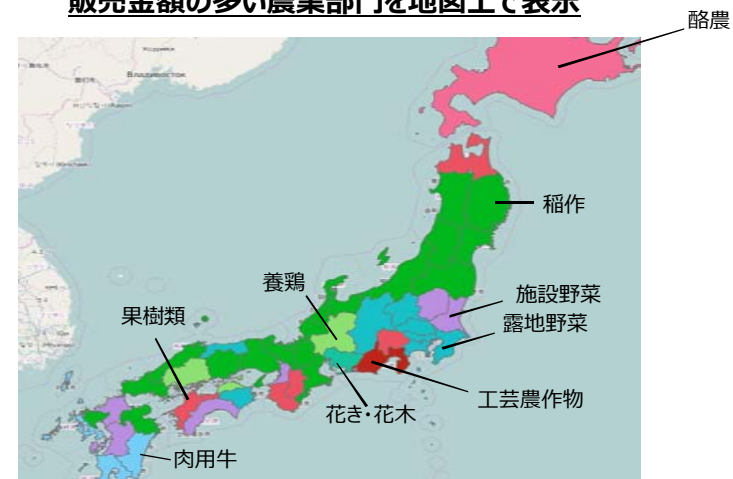 販売金額の多い農業部門を地図上で表示
酪農
稲作
養鶏
施設野菜
果樹類
露地野菜
工芸農作物
花き・花木
肉用牛